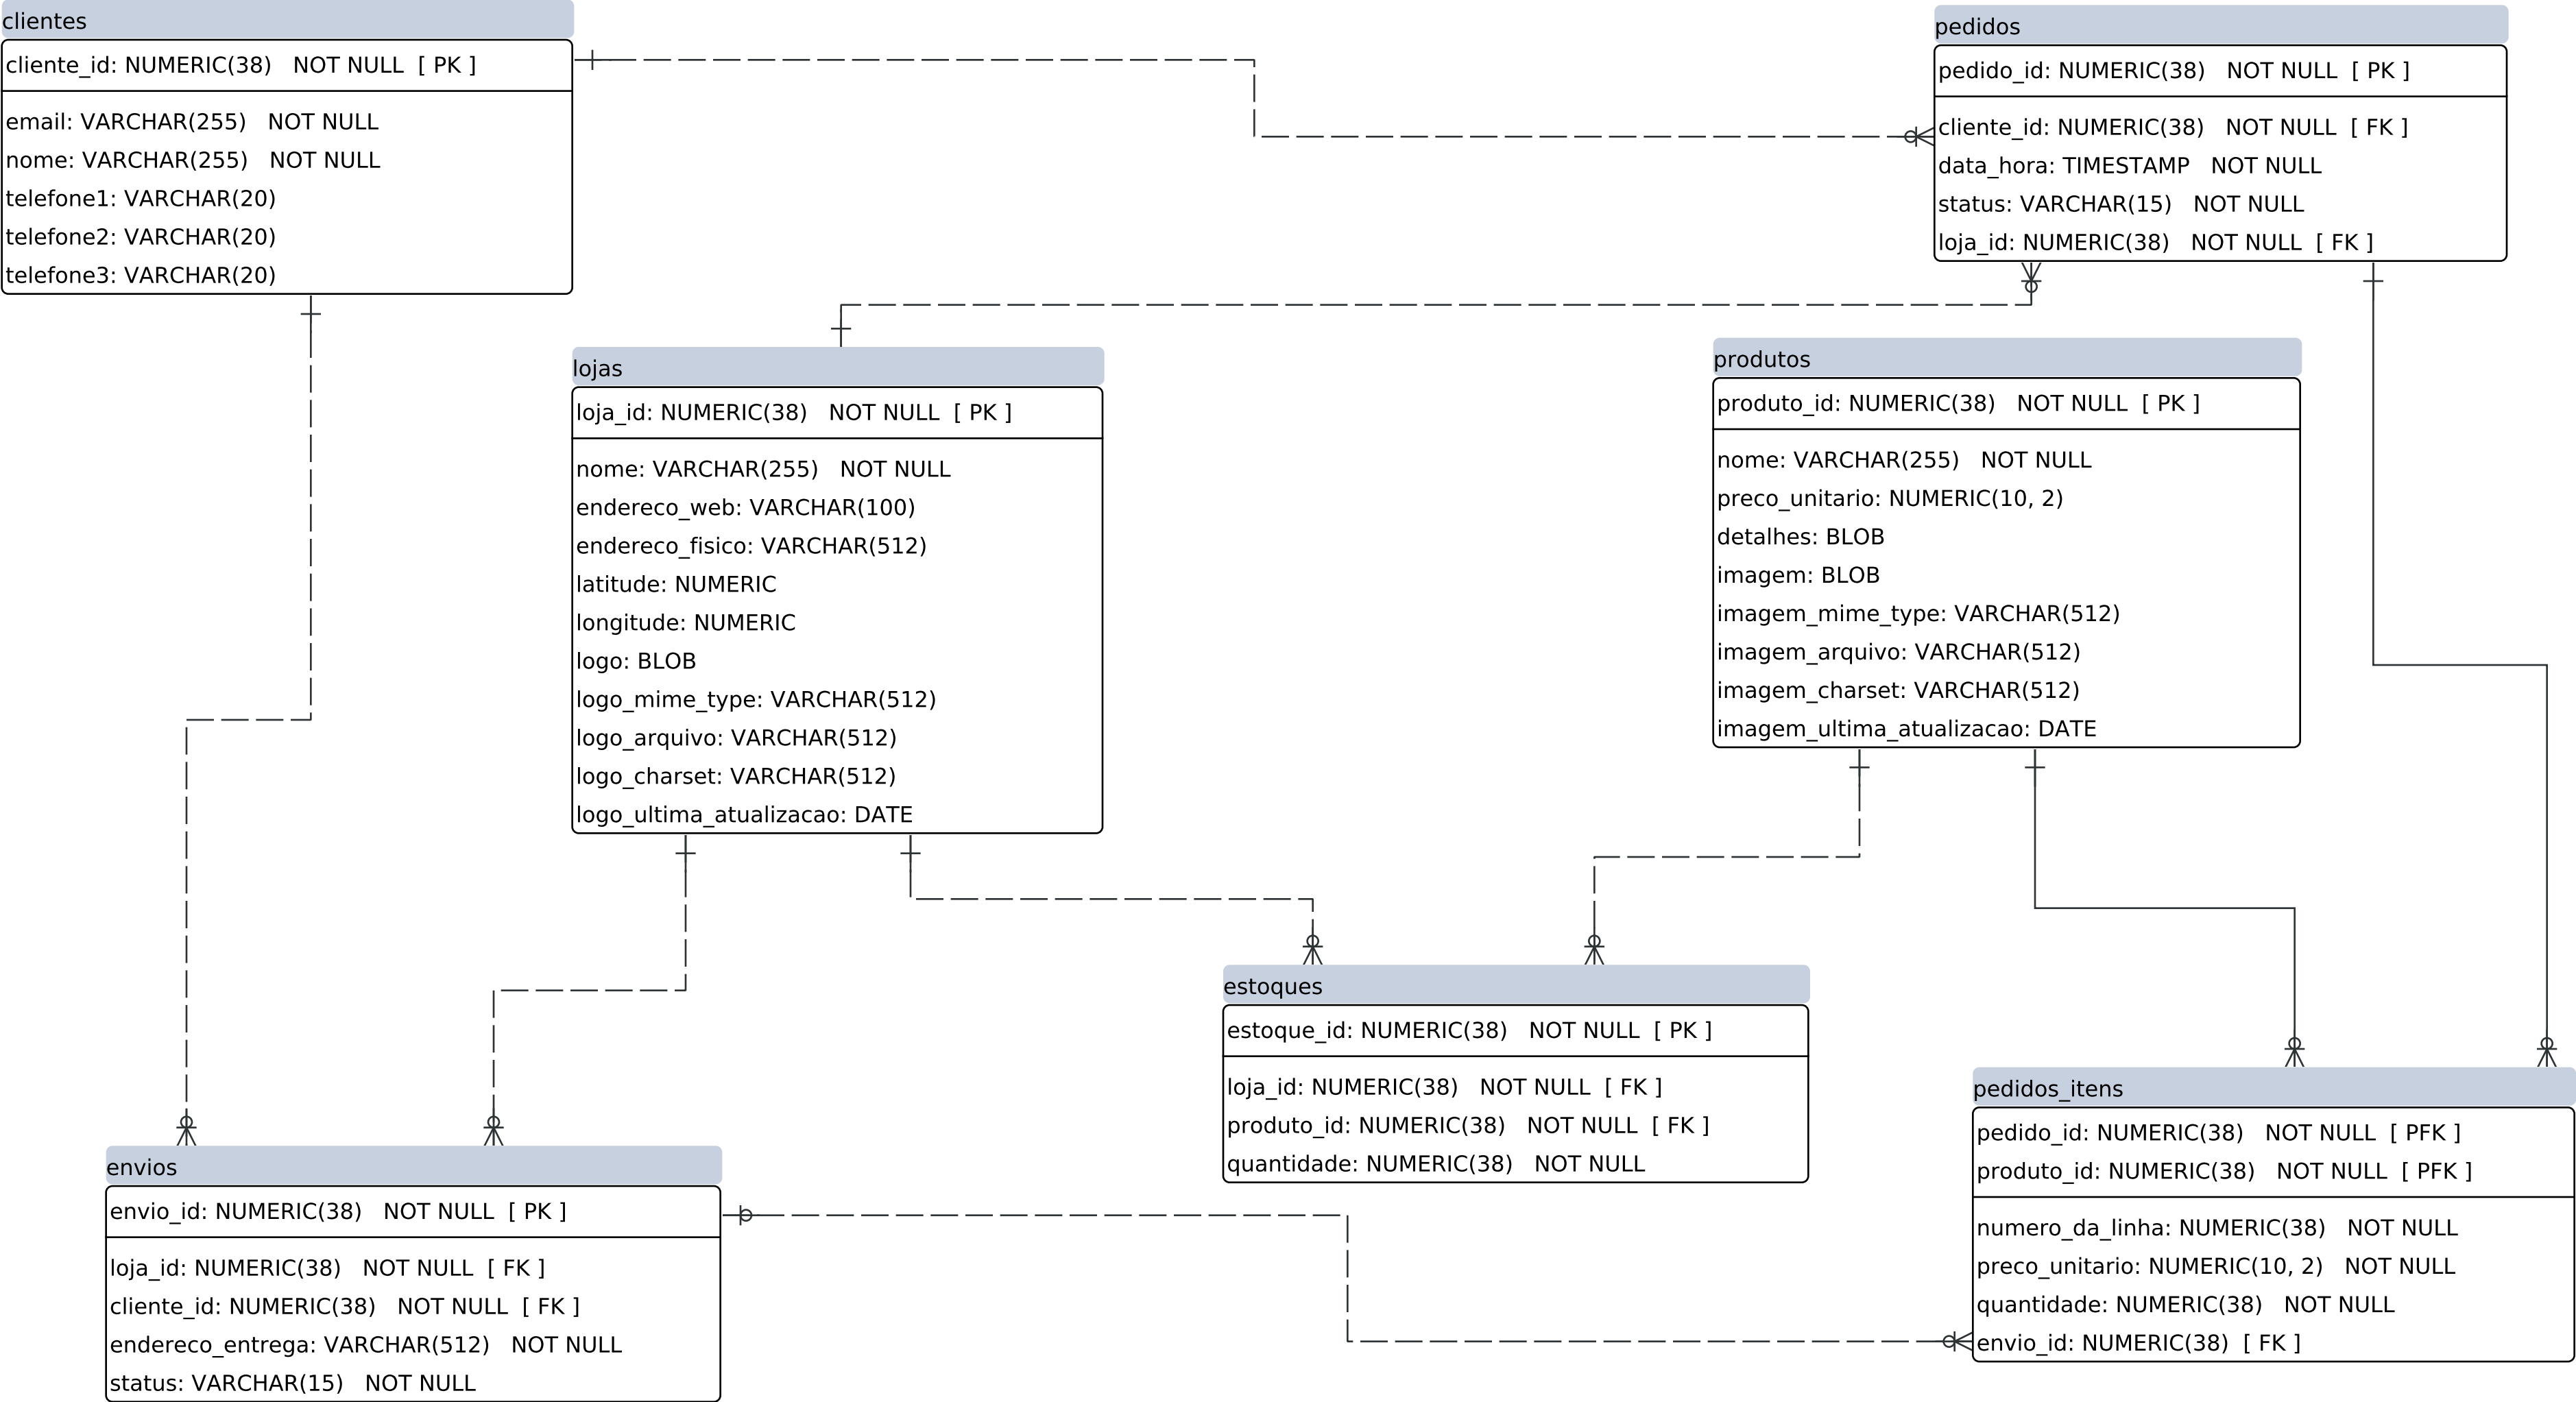 clientes
cliente_id: NUMERIC(38) NOT NULL [ PK ]
email: VARCHAR(255) NOT NULL
nome: VARCHAR(255) NOT NULL
telefone1: VARCHAR(20)
telefone2: VARCHAR(20)
telefone3: VARCHAR(20)
pedidos
pedido_id: NUMERIC(38) NOT NULL [ PK ]
cliente_id: NUMERIC(38) NOT NULL [ FK ]
data_hora: TIMESTAMP NOT NULL
status: VARCHAR(15) NOT NULL
loja_id: NUMERIC(38) NOT NULL [ FK ]
lojas
loja_id: NUMERIC(38) NOT NULL [ PK ]
nome: VARCHAR(255) NOT NULL
endereco_web: VARCHAR(100)
endereco_fisico: VARCHAR(512)
latitude: NUMERIC
longitude: NUMERIC
logo: BLOB
logo_mime_type: VARCHAR(512)
logo_arquivo: VARCHAR(512)
logo_charset: VARCHAR(512)
logo_ultima_atualizacao: DATE
produtos
produto_id: NUMERIC(38) NOT NULL [ PK ]
nome: VARCHAR(255) NOT NULL
preco_unitario: NUMERIC(10, 2)
detalhes: BLOB
imagem: BLOB
imagem_mime_type: VARCHAR(512)
imagem_arquivo: VARCHAR(512)
imagem_charset: VARCHAR(512)
imagem_ultima_atualizacao: DATE
estoques
estoque_id: NUMERIC(38) NOT NULL [ PK ]
loja_id: NUMERIC(38) NOT NULL [ FK ]
produto_id: NUMERIC(38) NOT NULL [ FK ]
quantidade: NUMERIC(38) NOT NULL
pedidos_itens
pedido_id: NUMERIC(38) NOT NULL [ PFK ]
produto_id: NUMERIC(38) NOT NULL [ PFK ]
numero_da_linha: NUMERIC(38) NOT NULL
preco_unitario: NUMERIC(10, 2) NOT NULL
quantidade: NUMERIC(38) NOT NULL
envio_id: NUMERIC(38) [ FK ]
envios
envio_id: NUMERIC(38) NOT NULL [ PK ]
loja_id: NUMERIC(38) NOT NULL [ FK ]
cliente_id: NUMERIC(38) NOT NULL [ FK ]
endereco_entrega: VARCHAR(512) NOT NULL
status: VARCHAR(15) NOT NULL